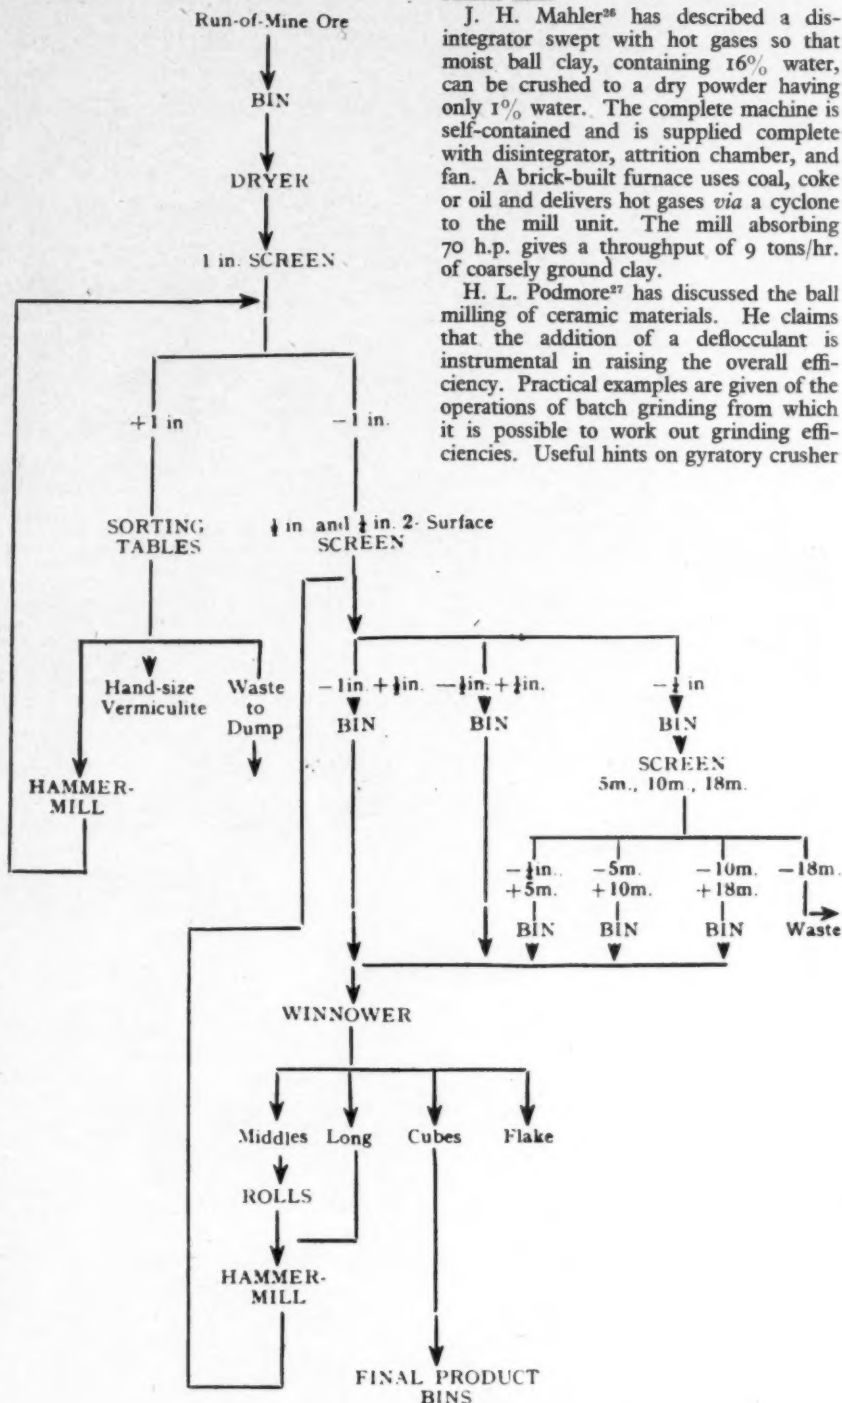 Run-of-Mine Ore
BIN
DRYER
1 in. SCREEN
+1 in
−1 in.
SORTING
TABLES
½ in and ¼ in. 2- Surface
SCREEN
Hand-size
Vermiculite
Waste
to
Dump
HAMMER-
MILL
−1in. +½in.
BIN
−½in. +¼in.
BIN
−¼ in
BIN
SCREEN
5m., 10m., 18m.
−¼in.
+5m.
BIN
−5m.
+10m.
BIN
−10m.
+18m.
BIN
−18m.
Waste
WINNOWER
Middles
Long
Cubes
Flake
ROLLS
HAMMER-
MILL
FINAL PRODUCT
BINS
J. H. Mahler²⁶ has described a dis-
integrator swept with hot gases so that
moist ball clay, containing 16% water,
can be crushed to a dry powder having
only 1% water. The complete machine is
self-contained and is supplied complete
with disintegrator, attrition chamber, and
fan. A brick-built furnace uses coal, coke
or oil and delivers hot gases via a cyclone
to the mill unit. The mill absorbing
70 h.p. gives a throughput of 9 tons/hr.
of coarsely ground clay.
H. L. Podmore²⁷ has discussed the ball
milling of ceramic materials. He claims
that the addition of a deflocculant is
instrumental in raising the overall effi-
ciency. Practical examples are given of the
operations of batch grinding from which
it is possible to work out grinding effi-
ciencies. Useful hints on gyratory crusher